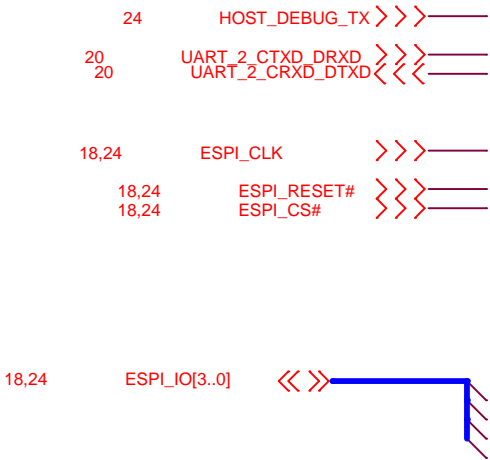 24 HOST_DEBUG_TX
20 UART_2_CTXD_DRXD
20 UART_2_CRXD_DTXD
18,24 ESPI_CLK
18,24 ESPI_RESET#
18,24 ESPI_CS#
18,24 ESPI_IO[3..0]